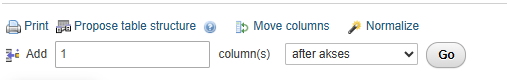 Print Propose table structure Move columns Normalize
Add 1 column(s) after akses Go